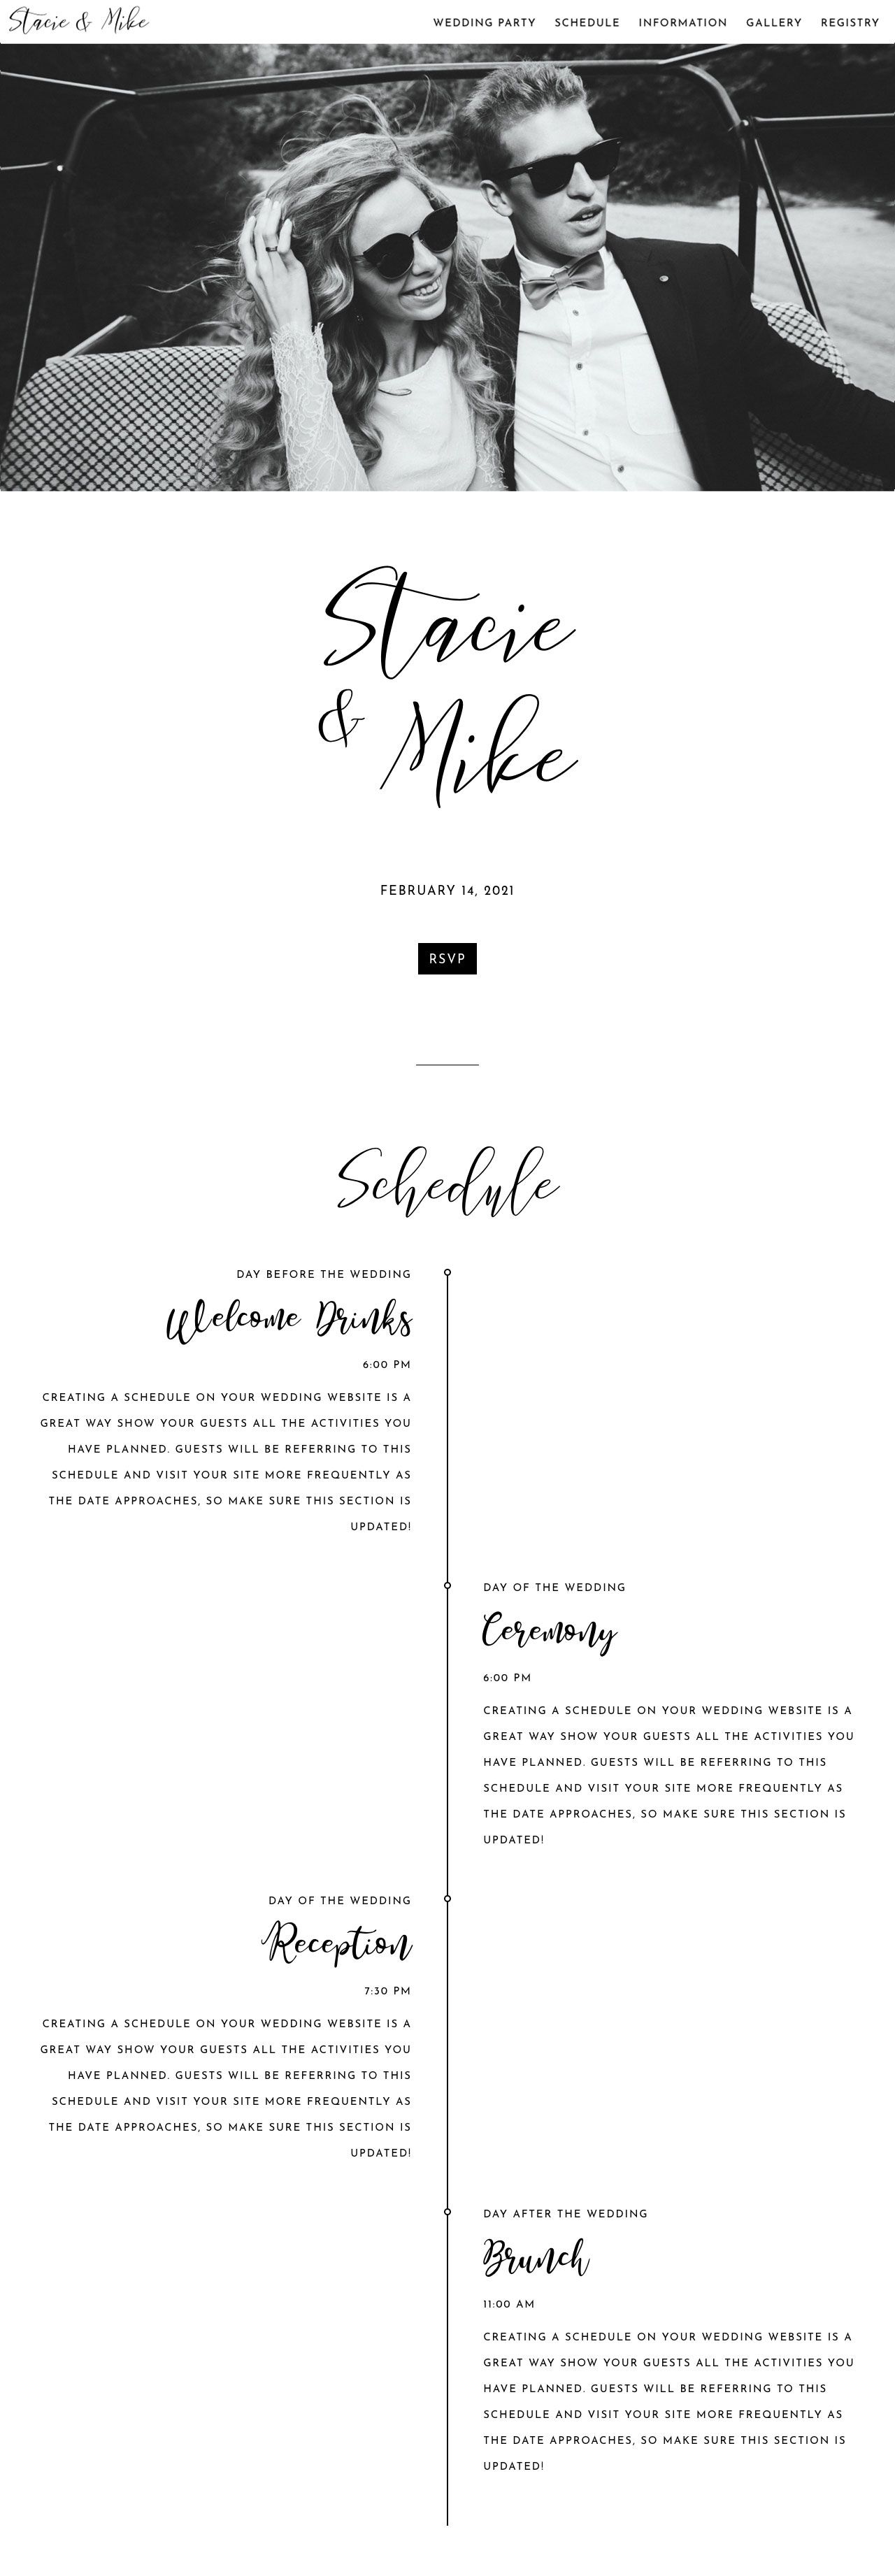 Stacie & Mike
WEDDING PARTY SCHEDULE INFORMATION GALLERY REGISTRY
Stacie
& Mike
FEBRUARY 14, 2021
RSVP
Schedule
DAY BEFORE THE WEDDING
Welcome Drinks
6:00 PM
CREATING A SCHEDULE ON YOUR WEDDING WEBSITE IS A
GREAT WAY SHOW YOUR GUESTS ALL THE ACTIVITIES YOU
HAVE PLANNED. GUESTS WILL BE REFERRING TO THIS
SCHEDULE AND VISIT YOUR SITE MORE FREQUENTLY AS
THE DATE APPROACHES, SO MAKE SURE THIS SECTION IS
UPDATED!
DAY OF THE WEDDING
Ceremony
6:00 PM
CREATING A SCHEDULE ON YOUR WEDDING WEBSITE IS A
GREAT WAY SHOW YOUR GUESTS ALL THE ACTIVITIES YOU
HAVE PLANNED. GUESTS WILL BE REFERRING TO THIS
SCHEDULE AND VISIT YOUR SITE MORE FREQUENTLY AS
THE DATE APPROACHES, SO MAKE SURE THIS SECTION IS
UPDATED!
DAY OF THE WEDDING
Reception
7:30 PM
CREATING A SCHEDULE ON YOUR WEDDING WEBSITE IS A
GREAT WAY SHOW YOUR GUESTS ALL THE ACTIVITIES YOU
HAVE PLANNED. GUESTS WILL BE REFERRING TO THIS
SCHEDULE AND VISIT YOUR SITE MORE FREQUENTLY AS
THE DATE APPROACHES, SO MAKE SURE THIS SECTION IS
UPDATED!
DAY AFTER THE WEDDING
Brunch
11:00 AM
CREATING A SCHEDULE ON YOUR WEDDING WEBSITE IS A
GREAT WAY SHOW YOUR GUESTS ALL THE ACTIVITIES YOU
HAVE PLANNED. GUESTS WILL BE REFERRING TO THIS
SCHEDULE AND VISIT YOUR SITE MORE FREQUENTLY AS
THE DATE APPROACHES, SO MAKE SURE THIS SECTION IS
UPDATED!